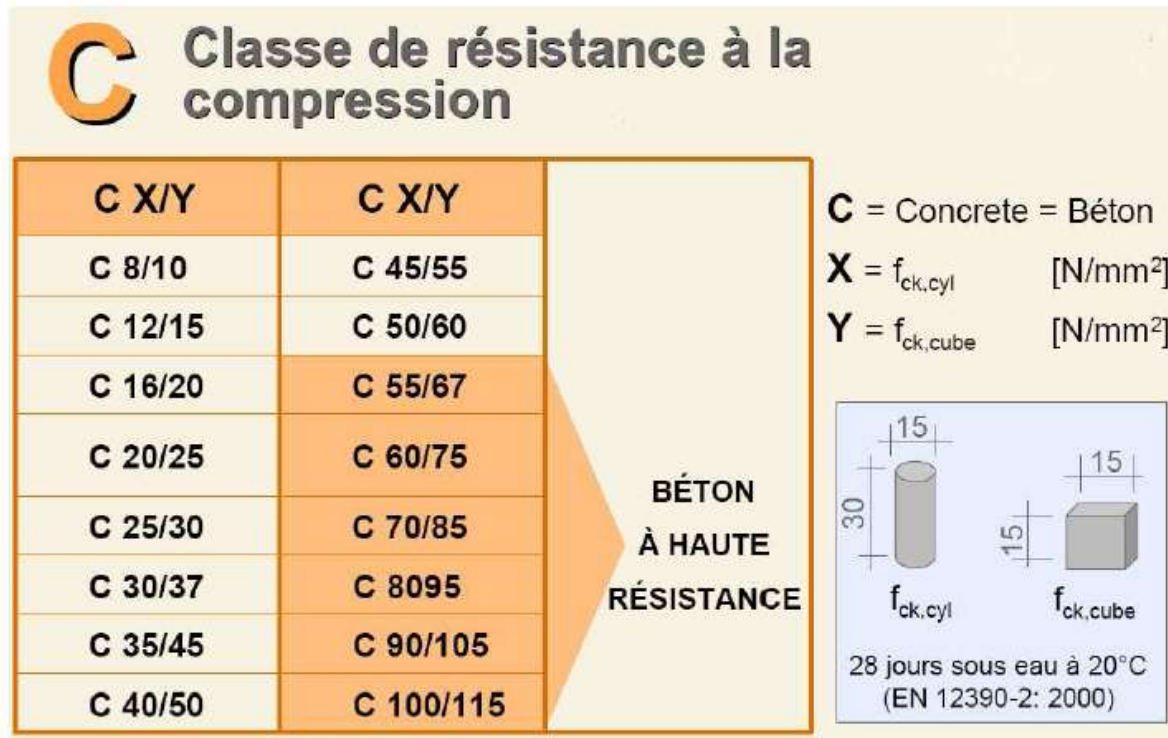 C Classe de résistance à la
compression
C X/Y C X/Y
C 8/10 C 45/55
C 12/15 C 50/60
C 16/20 C 55/67
C 20/25 C 60/75
C 25/30 C 70/85
C 30/37 C 8095
C 35/45 C 90/105
C 40/50 C 100/115
BÉTON
À HAUTE
RÉSISTANCE
C = Concrete = Béton
X = fck,cyl [N/mm²]
Y = fck,cube [N/mm²]
15
30
fck,cyl
15
15
fck,cube
28 jours sous eau à 20°C
(EN 12390-2: 2000)